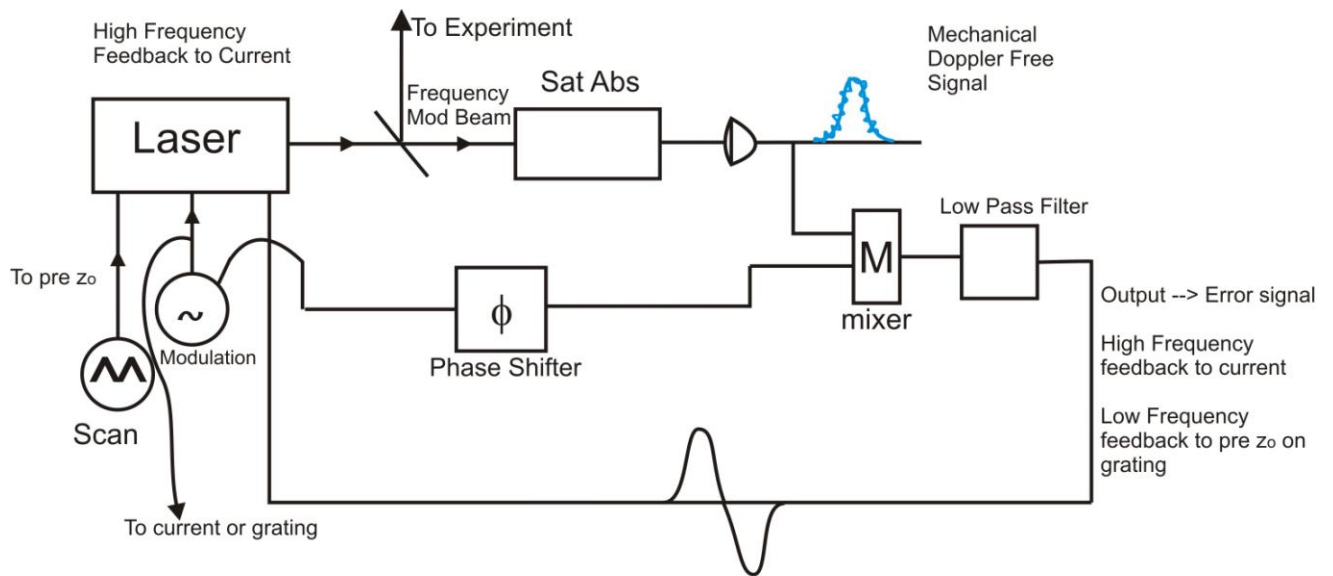 High Frequency
Feedback to Current
To Experiment
Mechanical
Doppler Free
Signal
Frequency
Mod Beam
Sat Abs
Laser
Low Pass Filter
To pre zo
~
M
mixer
Output --> Error signal
ϕ
Modulation
Phase Shifter
High Frequency
feedback to current
Scan
Low Frequency
feedback to pre zo on
grating
To current or grating